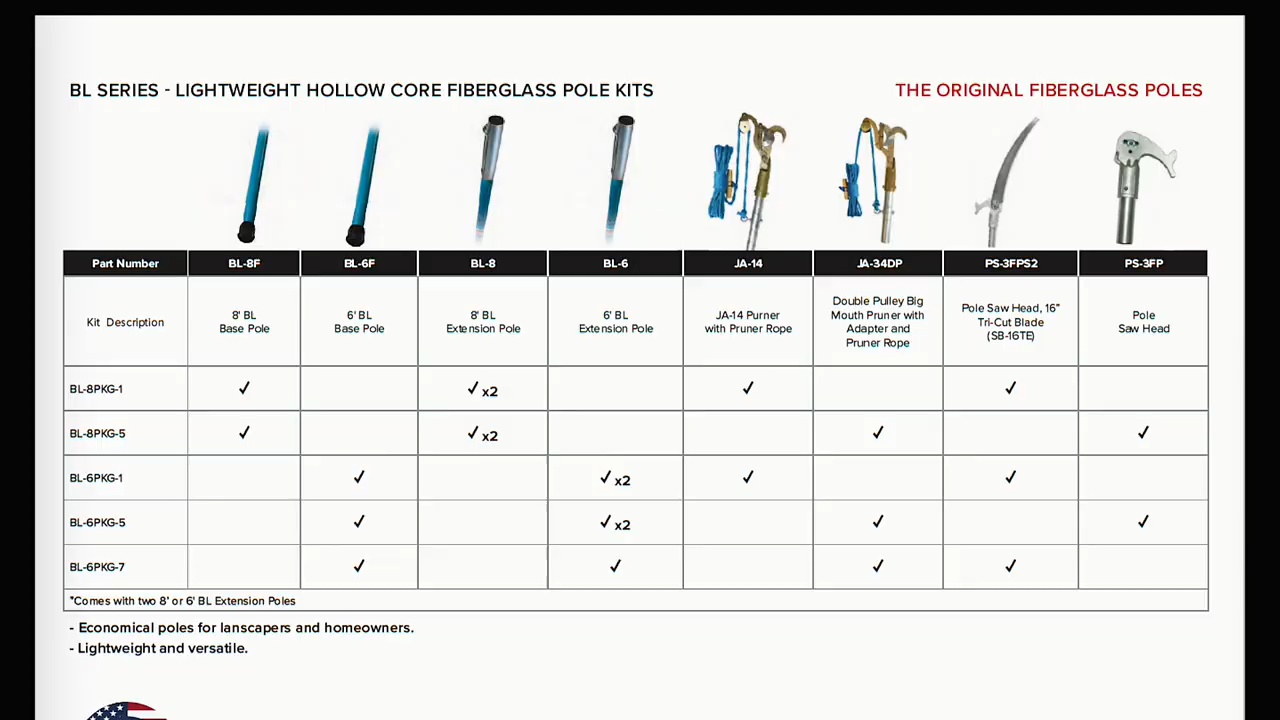 BL SERIES - LIGHTWEIGHT HOLLOW CORE FIBERGLASS POLE KITS
THE ORIGINAL FIBERGLASS POLES
Part Number BL-8F BL-6F BL-8 BL-6 JA-14 JA-34DP PS-3FPS2 PS-3FP
Kit Description
8' BL
Base Pole
6' BL
Base Pole
8' BL
Extension Pole
6' BL
Extension Pole
JA-14 Purner
with Pruner Rope
Double Pulley Big
Mouth Pruner with
Adapter and
Pruner Rope
Pole Saw Head, 16"
Tri-Cut Blade
(SB-16TE)
Pole
Saw Head
BL-8PKG-1 ✓ ✓x2 ✓ ✓
BL-8PKG-5 ✓ ✓x2 ✓ ✓
BL-6PKG-1 ✓ ✓x2 ✓ ✓
BL-6PKG-5 ✓ ✓x2 ✓ ✓
BL-6PKG-7 ✓ ✓ ✓ ✓
*Comes with two 8' or 6' BL Extension Poles
- Economical poles for lanscapers and homeowners.
- Lightweight and versatile.